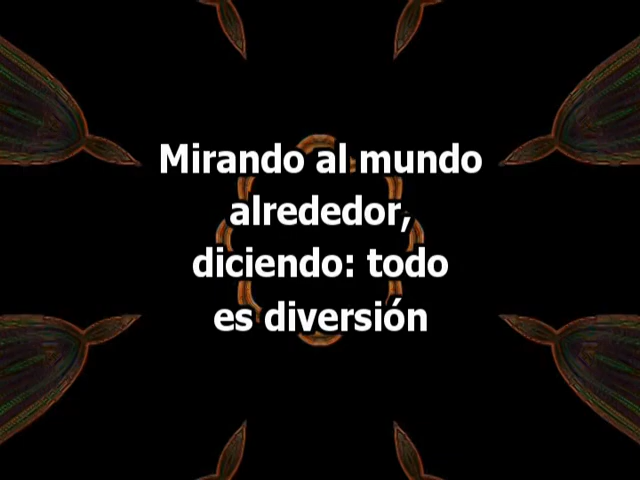 Mirando al mundo
alrededor,
diciendo: todo
es diversión